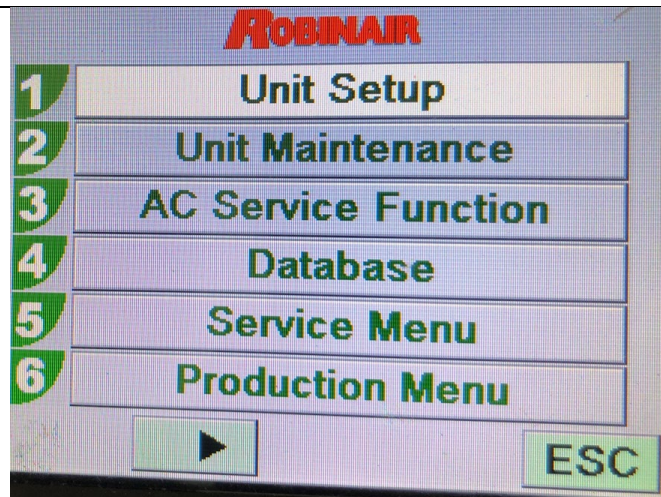 ROBINAIR
1 Unit Setup
2 Unit Maintenance
3 AC Service Function
4 Database
5 Service Menu
6 Production Menu
ESC